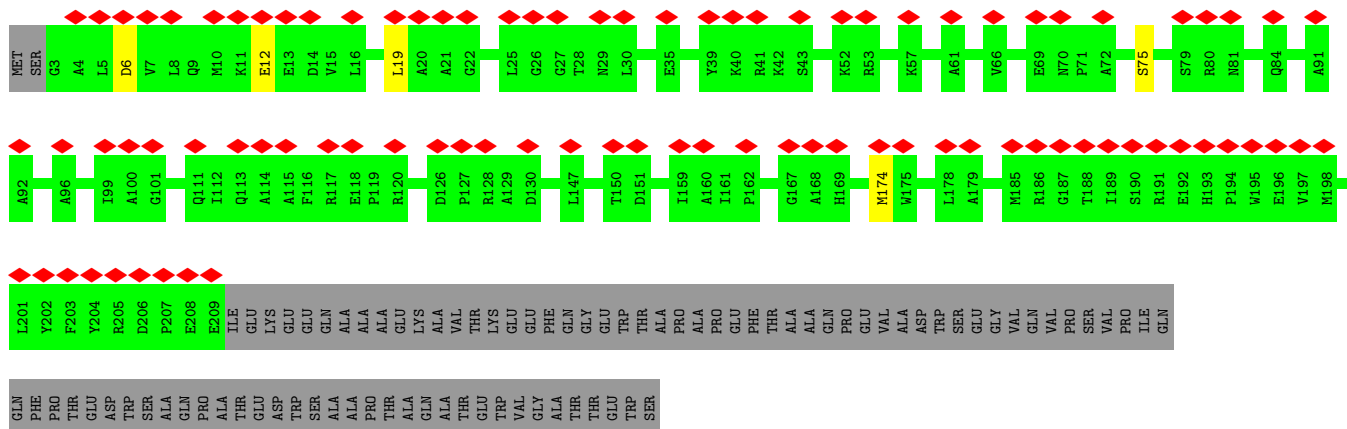 MET SER G3 A4 L5 D6 V7 L8 Q9 M10 K11 E12 E13 D14 V15 L16 L19 A20 A21 G22 L25 G26 G27 T28 N29 L30 E35 Y39 K40 R41 K42 S43 K52 R53 K57 A61 V66 E69 N70 P71 A72 S75 S79 R80 N81 Q84 A91
A92 A96 I99 A100 G101 Q111 I112 Q113 A114 A115 F116 R117 E118 P119 R120 D126 P127 R128 A129 D130 L147 T150 D151 I159 A160 I161 P162 G167 A168 H169 M174 W175 L178 A179 M185 R186 G187 T188 I189 S190 R191 E192 H193 P194 W195 E196 V197 M198
L201 Y202 F203 Y204 R205 D206 P207 E208 E209 ILE GLU LYS GLU GLU GLN ALA ALA ALA GLU LYS ALA VAL THR LYS GLU GLU PHE GLN GLY GLU TRP THR ALA PRO ALA PRO GLU PHE THR ALA ALA GLN PRO GLU VAL ALA ASP TRP SER GLU GLY VAL GLN VAL PRO SER VAL PRO ILE GLN
GLN PHE PRO THR GLU ASP TRP SER ALA GLN PRO ALA THR GLU ASP TRP SER ALA ALA PRO THR ALA GLN ALA THR GLU TRP VAL GLY ALA THR THR GLU TRP SER